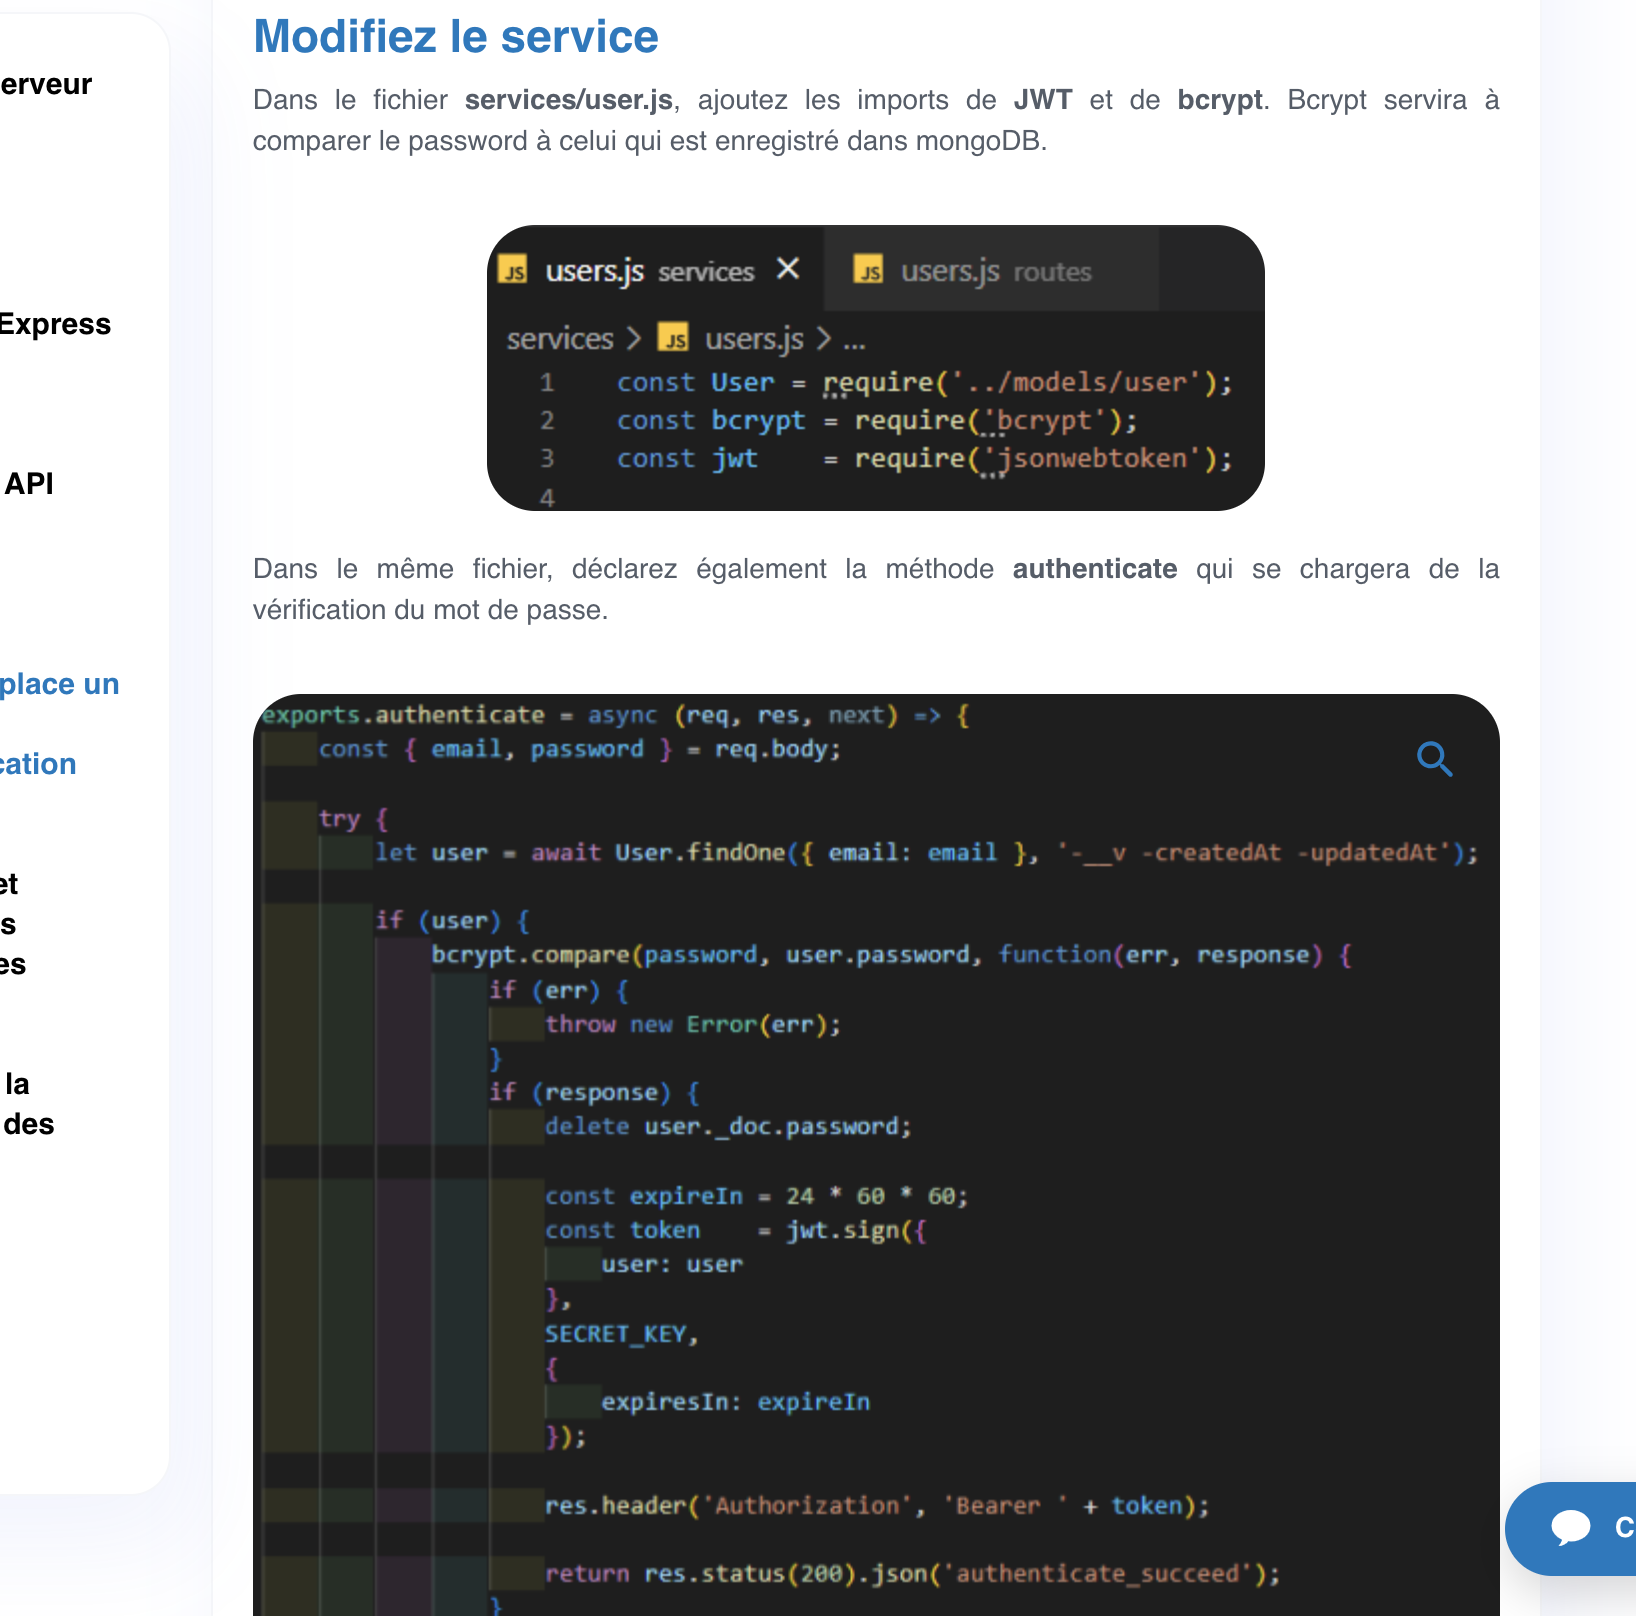 erveur
Express
API
place un
cation
et
s
es
la
des
Modifiez le service
Dans le fichier services/user.js, ajoutez les imports de JWT et de bcrypt. Bcrypt servira à
comparer le password à celui qui est enregistré dans mongoDB.
JS users.js services × JS users.js routes
services > JS users.js > ...
1 const User = require('../models/user');
2 const bcrypt = require('bcrypt');
3 const jwt    = require('jsonwebtoken');
4
Dans le même fichier, déclarez également la méthode authenticate qui se chargera de la
vérification du mot de passe.
exports.authenticate = async (req, res, next) => {
const { email, password } = req.body;
try {
let user = await User.findOne({ email: email }, '-__v -createdAt -updatedAt');
if (user) {
bcrypt.compare(password, user.password, function(err, response) {
if (err) {
throw new Error(err);
}
if (response) {
delete user._doc.password;
const expireIn = 24 * 60 * 60;
const token    = jwt.sign({
user: user
},
SECRET_KEY,
{
expiresIn: expireIn
});
res.header('Authorization', 'Bearer ' + token);
return res.status(200).json('authenticate_succeed');
}
C